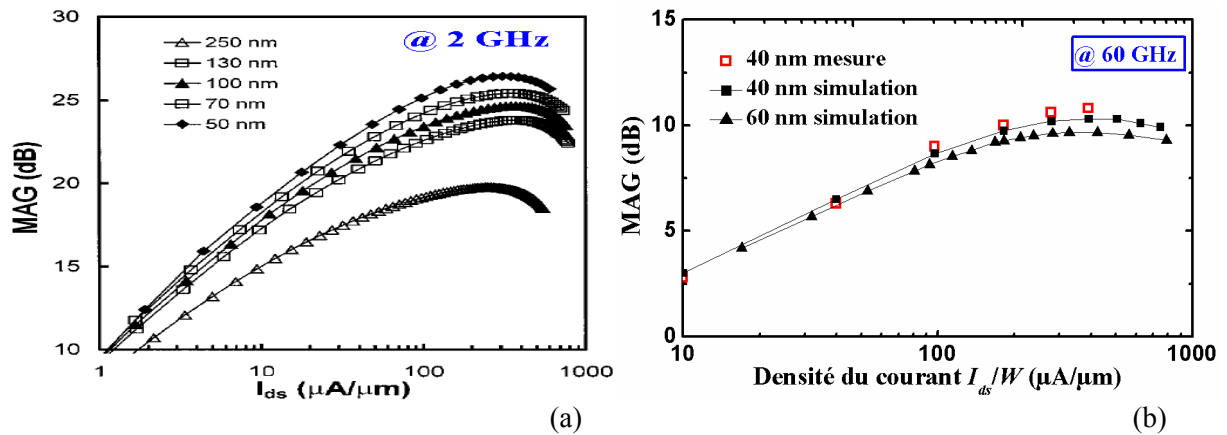 @ 2 GHz
250 nm
130 nm
100 nm
70 nm
50 nm
30
25
20
15
10
MAG (dB)
1
10
100
1000
I_ds (µA/µm)
(a)
@ 60 GHz
40 nm mesure
40 nm simulation
60 nm simulation
15
10
5
0
MAG (dB)
10
100
1000
Densité du courant I_ds/W (µA/µm)
(b)